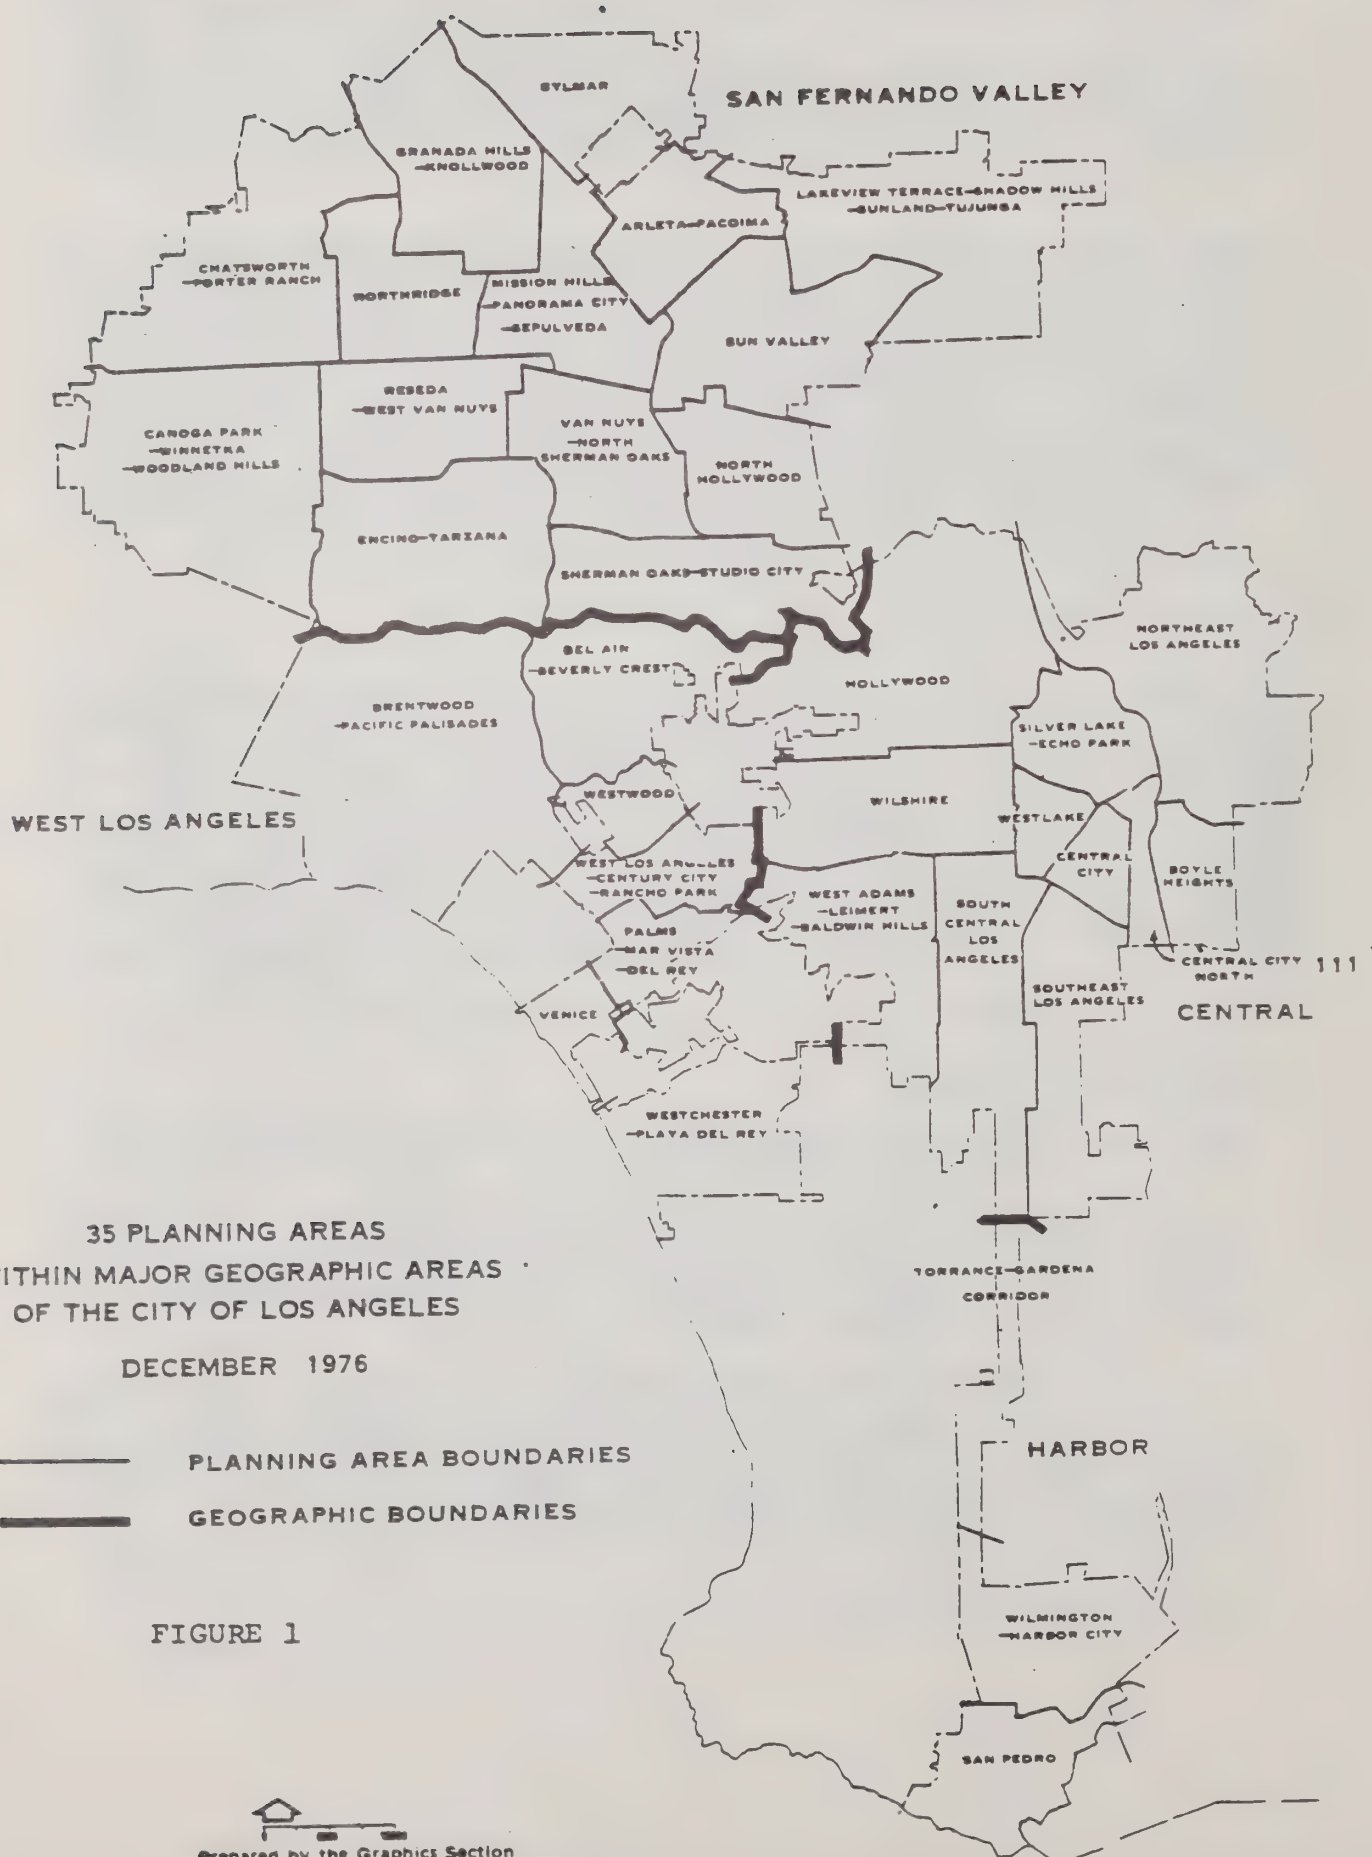 SYLMAR
SAN FERNANDO VALLEY
GRANADA HILLS
-KNOLLWOOD
LAKEVIEW TERRACE-SHADOW HILLS
-SUNLAND-TUJUNGA
ARLETA-PACOIMA
CHATSWORTH
-PORTER RANCH
NORTHRIDGE
MISSION HILLS
-PANORAMA CITY
-SEPULVEDA
SUN VALLEY
RESEDA
-WEST VAN NUYS
CANOGA PARK
-WINNETKA
-WOODLAND HILLS
VAN NUYS
-NORTH
SHERMAN OAKS
NORTH
HOLLYWOOD
ENCINO-TARZANA
SHERMAN OAKS-STUDIO CITY
NORTHEAST
LOS ANGELES
BEL AIR
-BEVERLY CREST
HOLLYWOOD
BRENTWOOD
-PACIFIC PALISADES
SILVER LAKE
-ECHO PARK
WESTWOOD
WILSHIRE
WEST LOS ANGELES
WESTLAKE
CENTRAL
CITY
BOYLE
HEIGHTS
WEST LOS ANGELES
-CENTURY CITY
-RANCHO PARK
WEST ADAMS
-LEIMERT
-BALDWIN HILLS
SOUTH
CENTRAL
LOS
ANGELES
PALMS
-MAR VISTA
-DEL REY
CENTRAL CITY
NORTH
111
SOUTHEAST
LOS ANGELES
CENTRAL
VENICE
WESTCHESTER
-PLAYA DEL REY
35 PLANNING AREAS
ITHIN MAJOR GEOGRAPHIC AREAS
OF THE CITY OF LOS ANGELES
DECEMBER 1976
TORRANCE-GARDENA
CORRIDOR
HARBOR
PLANNING AREA BOUNDARIES
GEOGRAPHIC BOUNDARIES
FIGURE 1
WILMINGTON
-HARBOR CITY
SAN PEDRO
Prepared by the Graphics Section